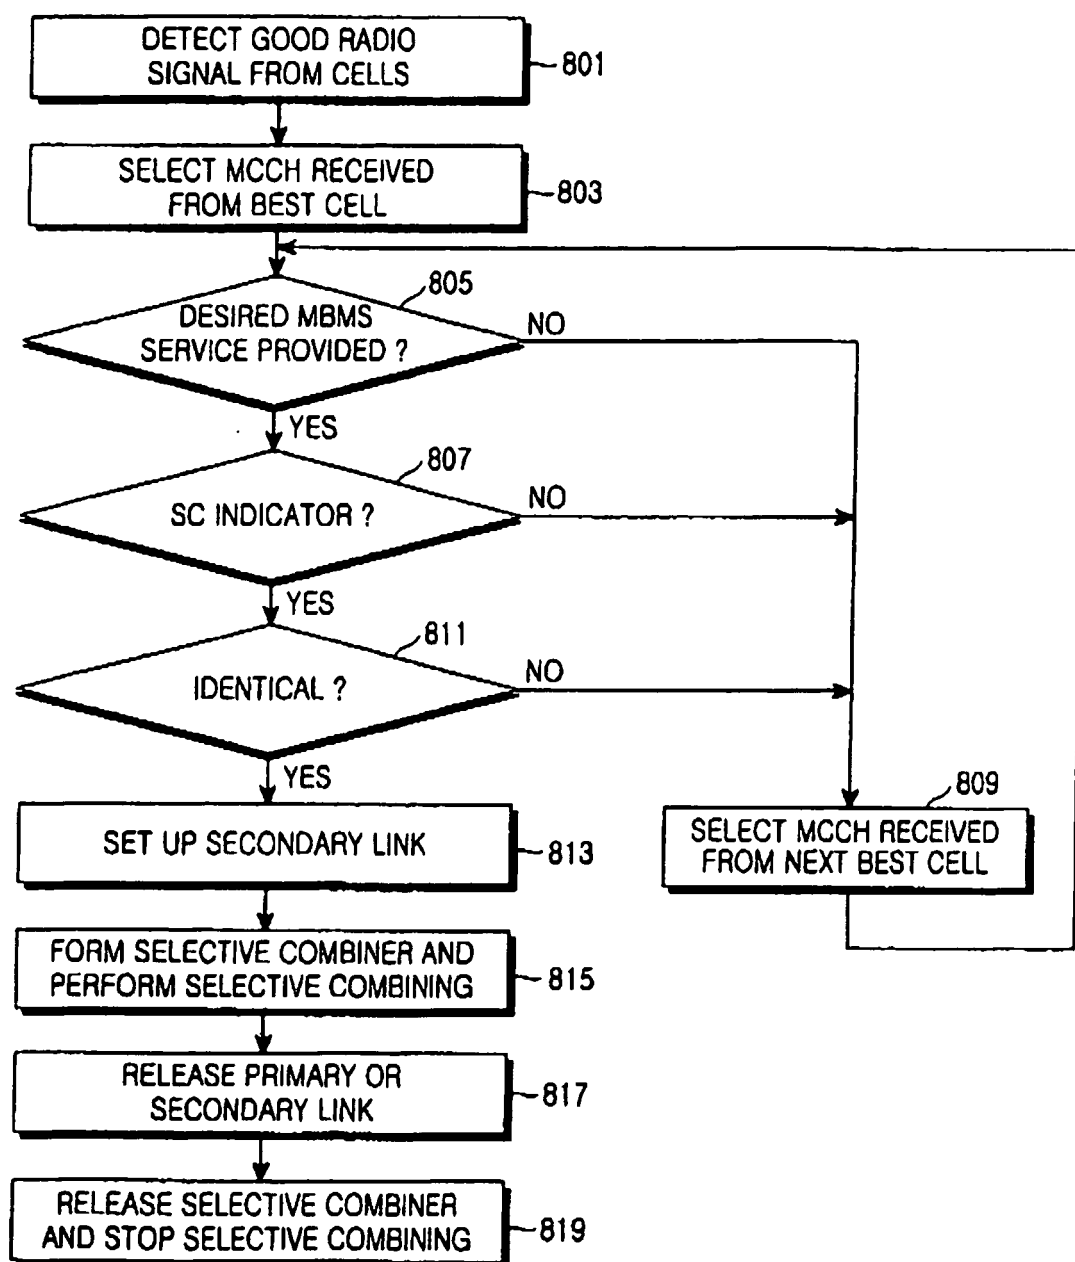 DETECT GOOD RADIO
SIGNAL FROM CELLS
801
SELECT MCCH RECEIVED
FROM BEST CELL
803
805
DESIRED MBMS
SERVICE PROVIDED ?
NO
YES
807
SC INDICATOR ?
NO
YES
811
IDENTICAL ?
NO
YES
809
SELECT MCCH RECEIVED
FROM NEXT BEST CELL
SET UP SECONDARY LINK
813
FORM SELECTIVE COMBINER AND
PERFORM SELECTIVE COMBINING
815
RELEASE PRIMARY OR
SECONDARY LINK
817
RELEASE SELECTIVE COMBINER
AND STOP SELECTIVE COMBINING
819